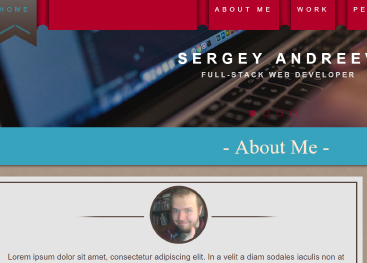 HOME
ABOUT ME
WORK
SERGEY ANDREEV
FULL-STACK WEB DEVELOPER
- About Me -
Lorem ipsum dolor sit amet, consectetur adipiscing elit. In a velit a diam sodales iaculis non at